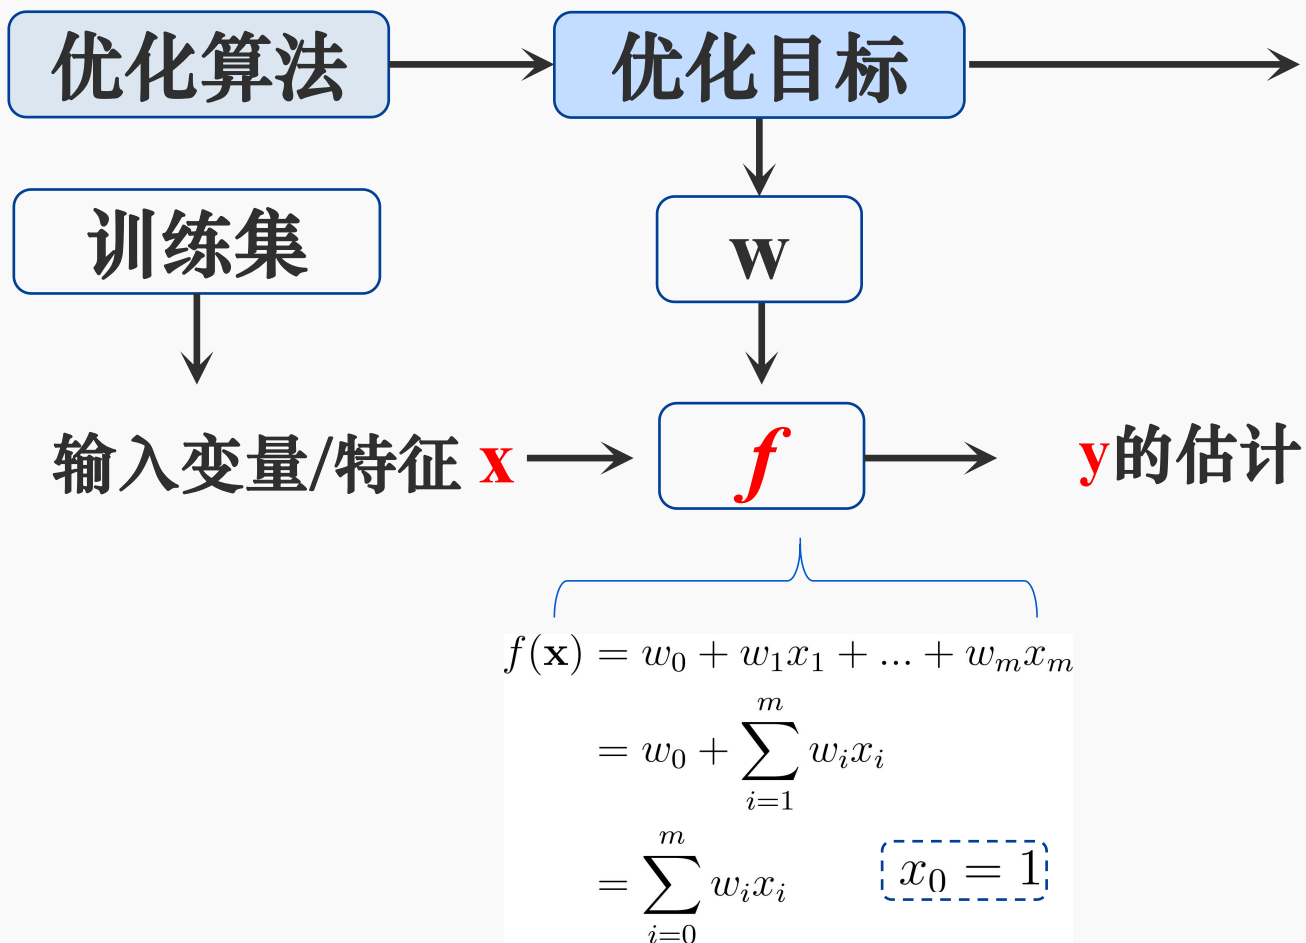 优化算法
优化目标
训练集
w
输入变量/特征 x
f
y的估计
f(x) = w_0 + w_1x_1 + ... + w_mx_m
= w_0 + \sum_{i=1}^{m} w_ix_i
= \sum_{i=0}^{m} w_ix_i
x_0 = 1